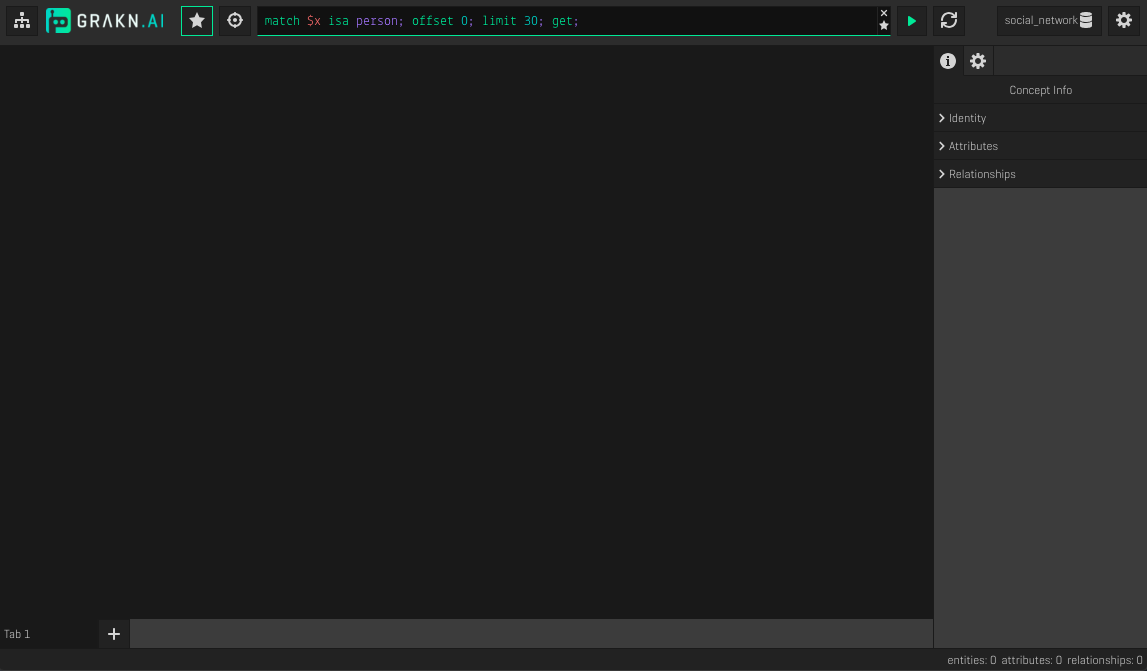 GRAKN.AI
match $x isa person; offset 0; limit 30; get;
social_network
Concept Info
Identity
Attributes
Relationships
Tab 1
entities: 0 attributes: 0 relationships: 0